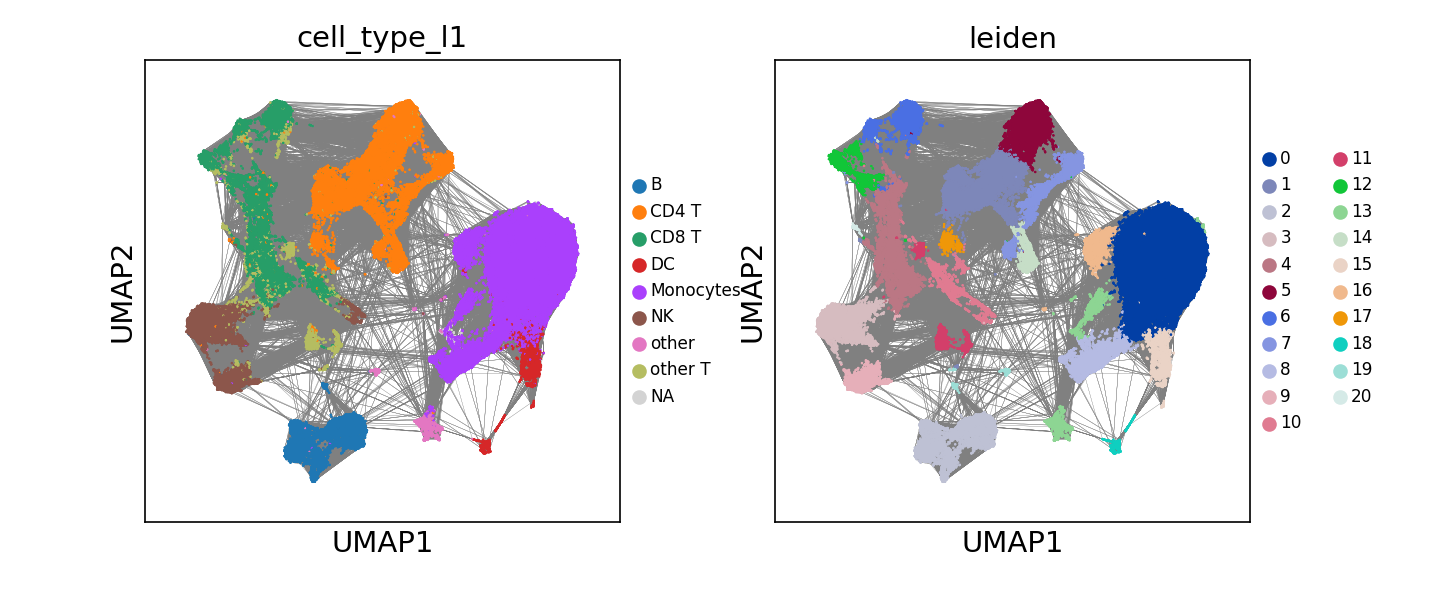 cell_type_l1
UMAP2
UMAP1
B
CD4 T
CD8 T
DC
Monocytes
NK
other
other T
NA
leiden
UMAP2
UMAP1
0
1
2
3
4
5
6
7
8
9
10
11
12
13
14
15
16
17
18
19
20